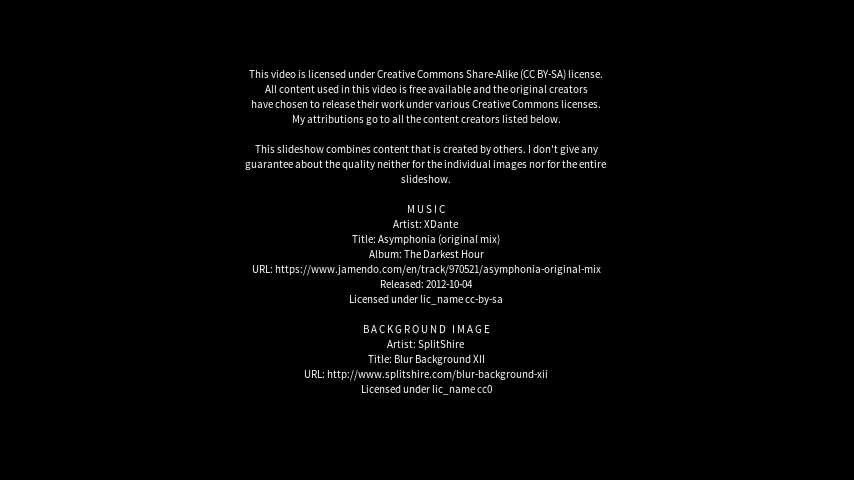 This video is licensed under Creative Commons Share-Alike (CC BY-SA) license.
All content used in this video is free available and the original creators
have chosen to release their work under various Creative Commons licenses.
My attributions go to all the content creators listed below.
This slideshow combines content that is created by others. I don't give any
guarantee about the quality neither for the individual images nor for the entire
slideshow.
MUSIC
Artist: XDante
Title: Asymphonia (original mix)
Album: The Darkest Hour
URL: https://www.jamendo.com/en/track/970521/asymphonia-original-mix
Released: 2012-10-04
Licensed under lic_name cc-by-sa
BACKGROUND IMAGE
Artist: SplitShire
Title: Blur Background XII
URL: http://www.splitshire.com/blur-background-xii
Licensed under lic_name cc0